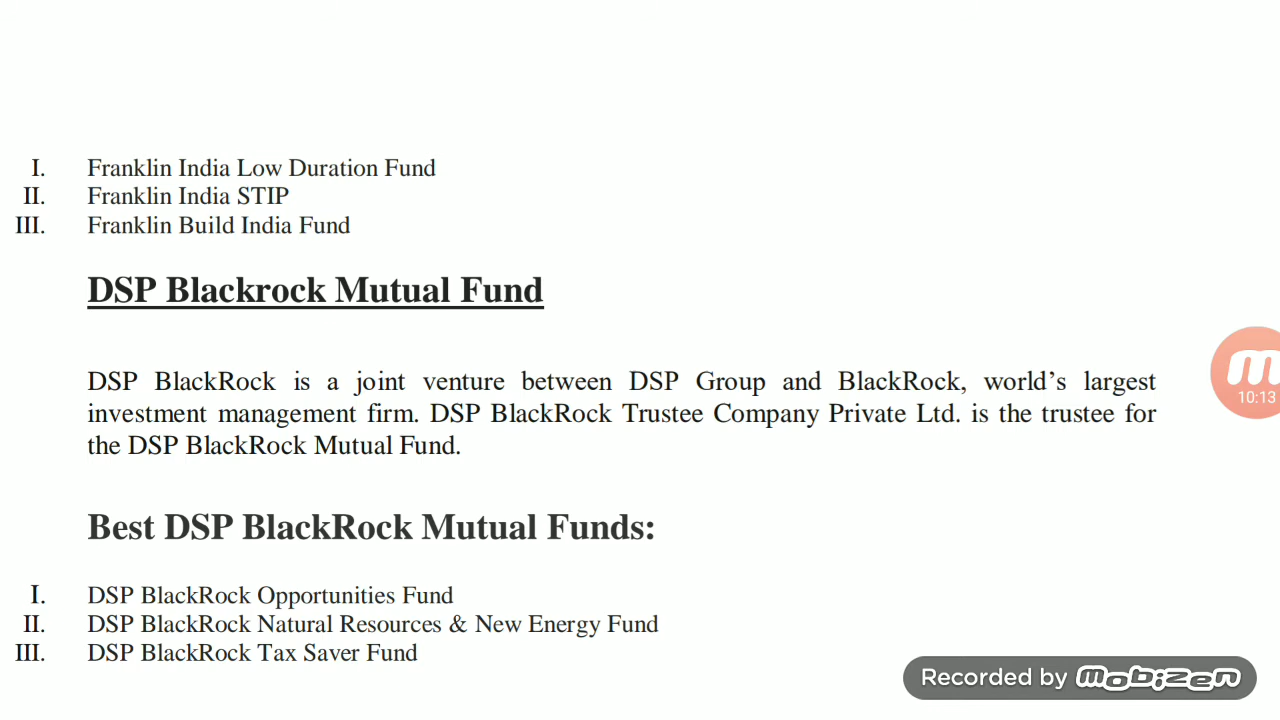 I. Franklin India Low Duration Fund
II. Franklin India STIP
III. Franklin Build India Fund
DSP Blackrock Mutual Fund
DSP BlackRock is a joint venture between DSP Group and BlackRock, world's largest
investment management firm. DSP BlackRock Trustee Company Private Ltd. is the trustee for
the DSP BlackRock Mutual Fund.
10:13
Best DSP BlackRock Mutual Funds:
I. DSP BlackRock Opportunities Fund
II. DSP BlackRock Natural Resources & New Energy Fund
III. DSP BlackRock Tax Saver Fund
Recorded by mobizen